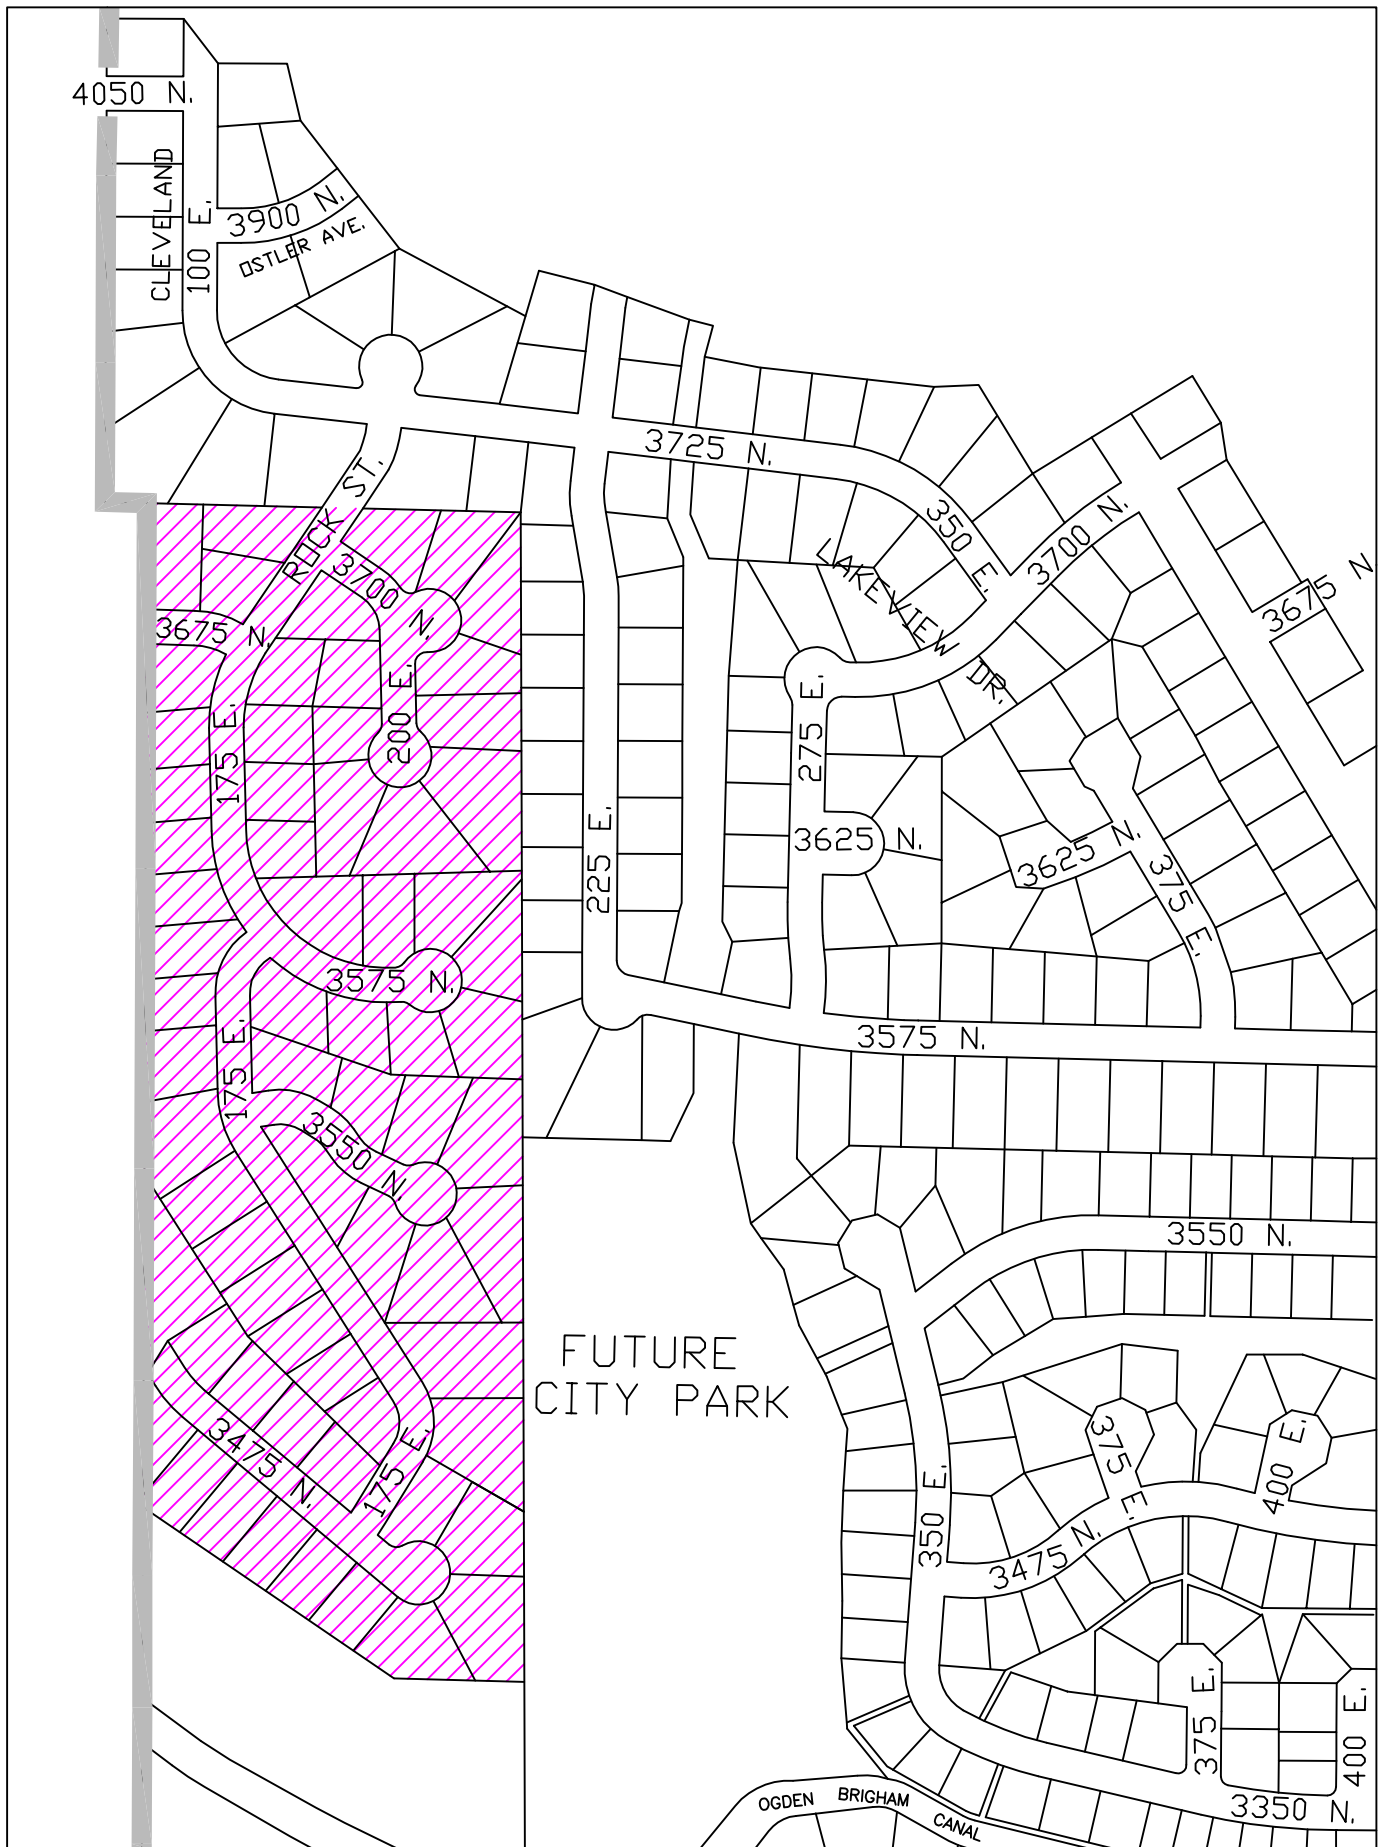 4050 N.
CLEVELAND
100 E.
3900 N.
OSTLER AVE.
3725 N.
ROCK ST.
350 E.
3700 N.
LAKEVIEW DR.
3675 N
3700 N.
3675 N.
200 E.
175 E.
275 E.
3625 N.
3625 N.
375 E.
225 E.
3575 N.
3575 N.
175 E.
3550 N
3550 N.
FUTURE
CITY PARK
175 E.
3475 N.
375 E.
400 E.
350 E.
3475 N.
375 E.
400 E.
3350 N.
OGDEN BRIGHAM CANAL